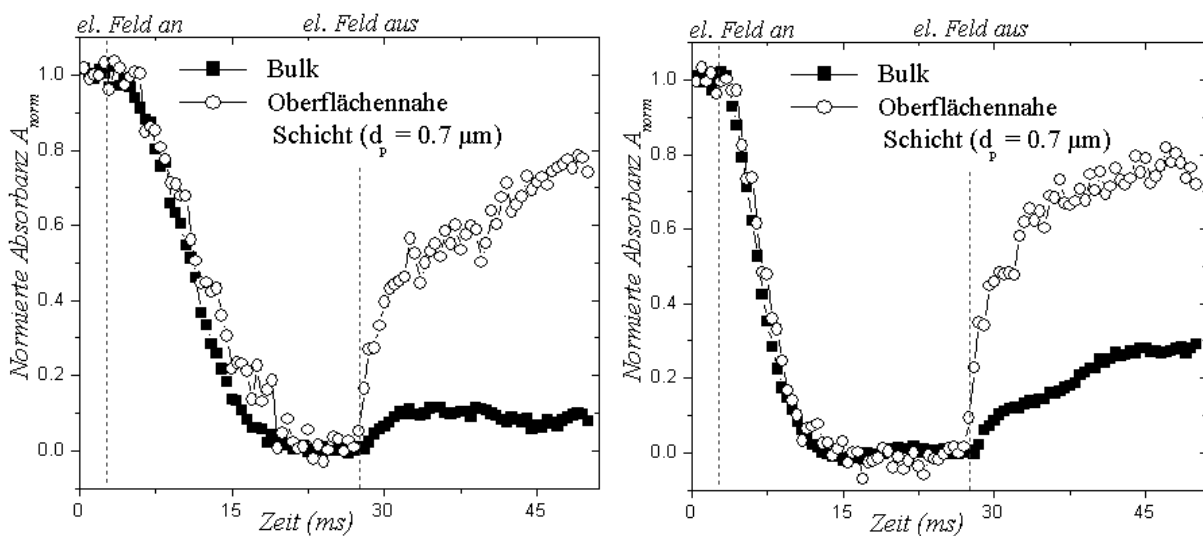 el. Feld an el. Feld aus
Bulk
Oberflächennahe
Schicht (d_p = 0.7 µm)
Normierte Absorbanz A_norm
1.0
0.8
0.6
0.4
0.2
0.0
0 15 30 45
Zeit (ms)
el. Feld an el. Feld aus
Bulk
Oberflächennahe
Schicht (d_p = 0.7 µm)
Normierte Absorbanz A_norm
1.0
0.8
0.6
0.4
0.2
0.0
0 15 30 45
Zeit (ms)